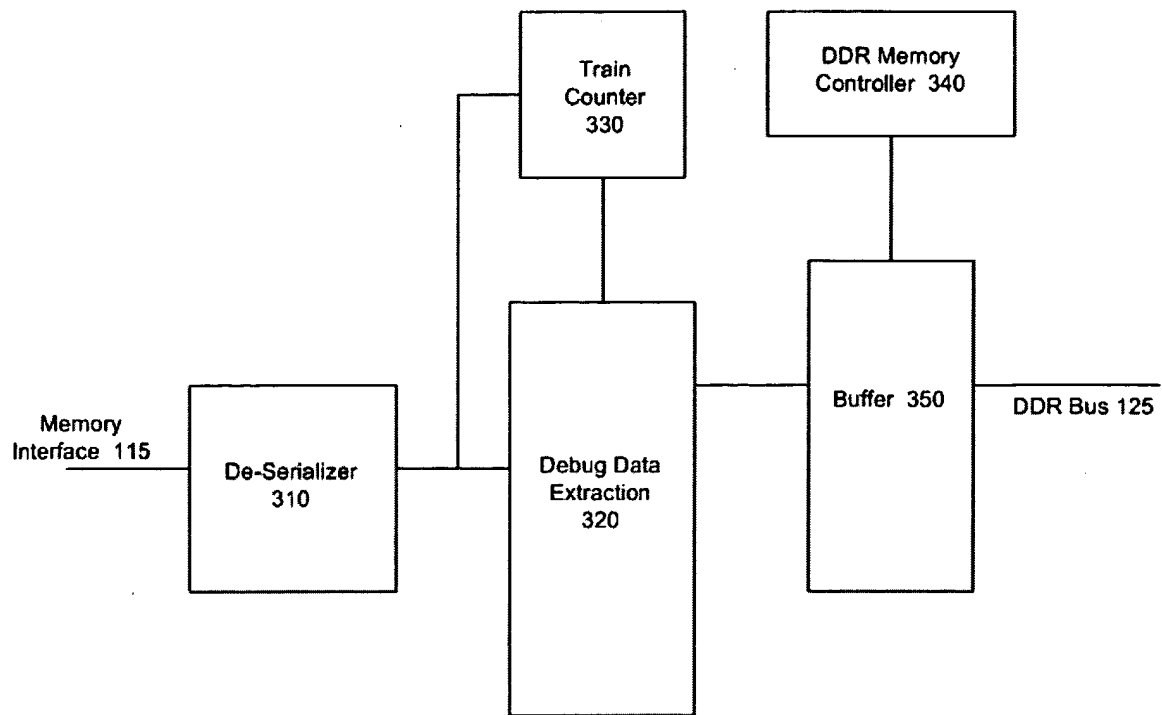 Train
Counter
330
DDR Memory
Controller 340
Memory
Interface 115
De-Serializer
310
Debug Data
Extraction
320
Buffer 350
DDR Bus 125